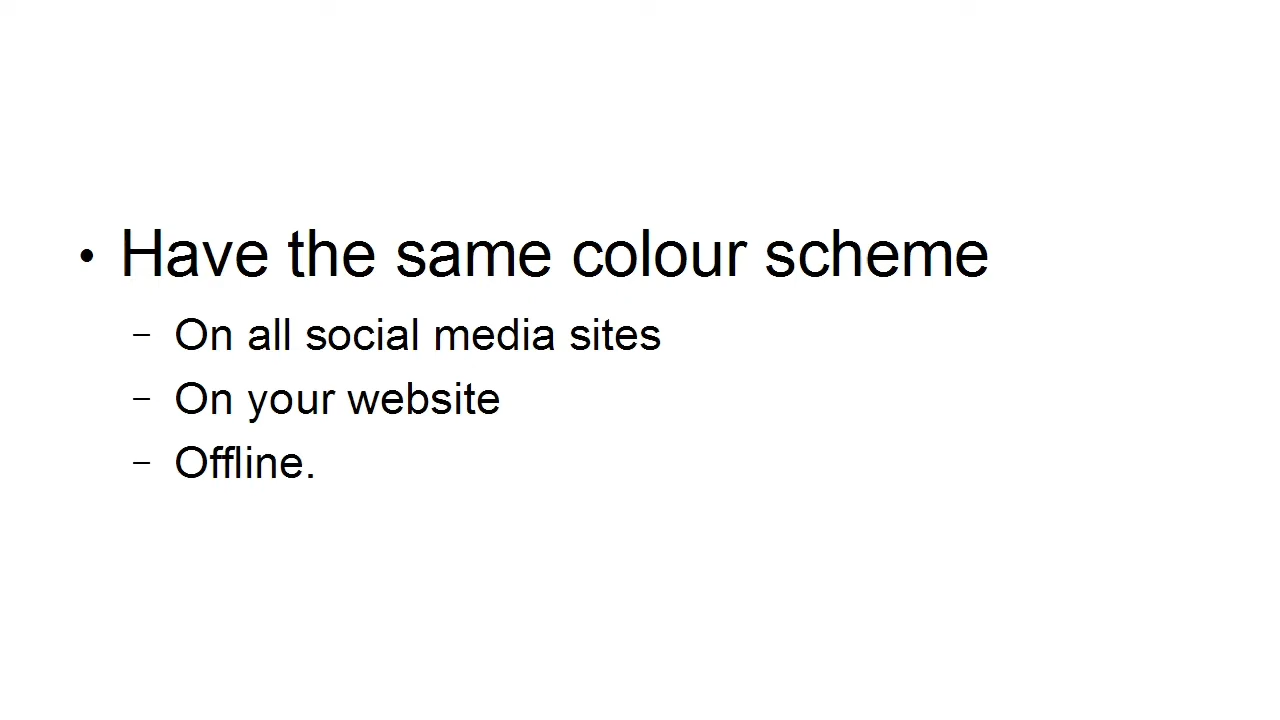 • Have the same colour scheme
– On all social media sites
– On your website
– Offline.